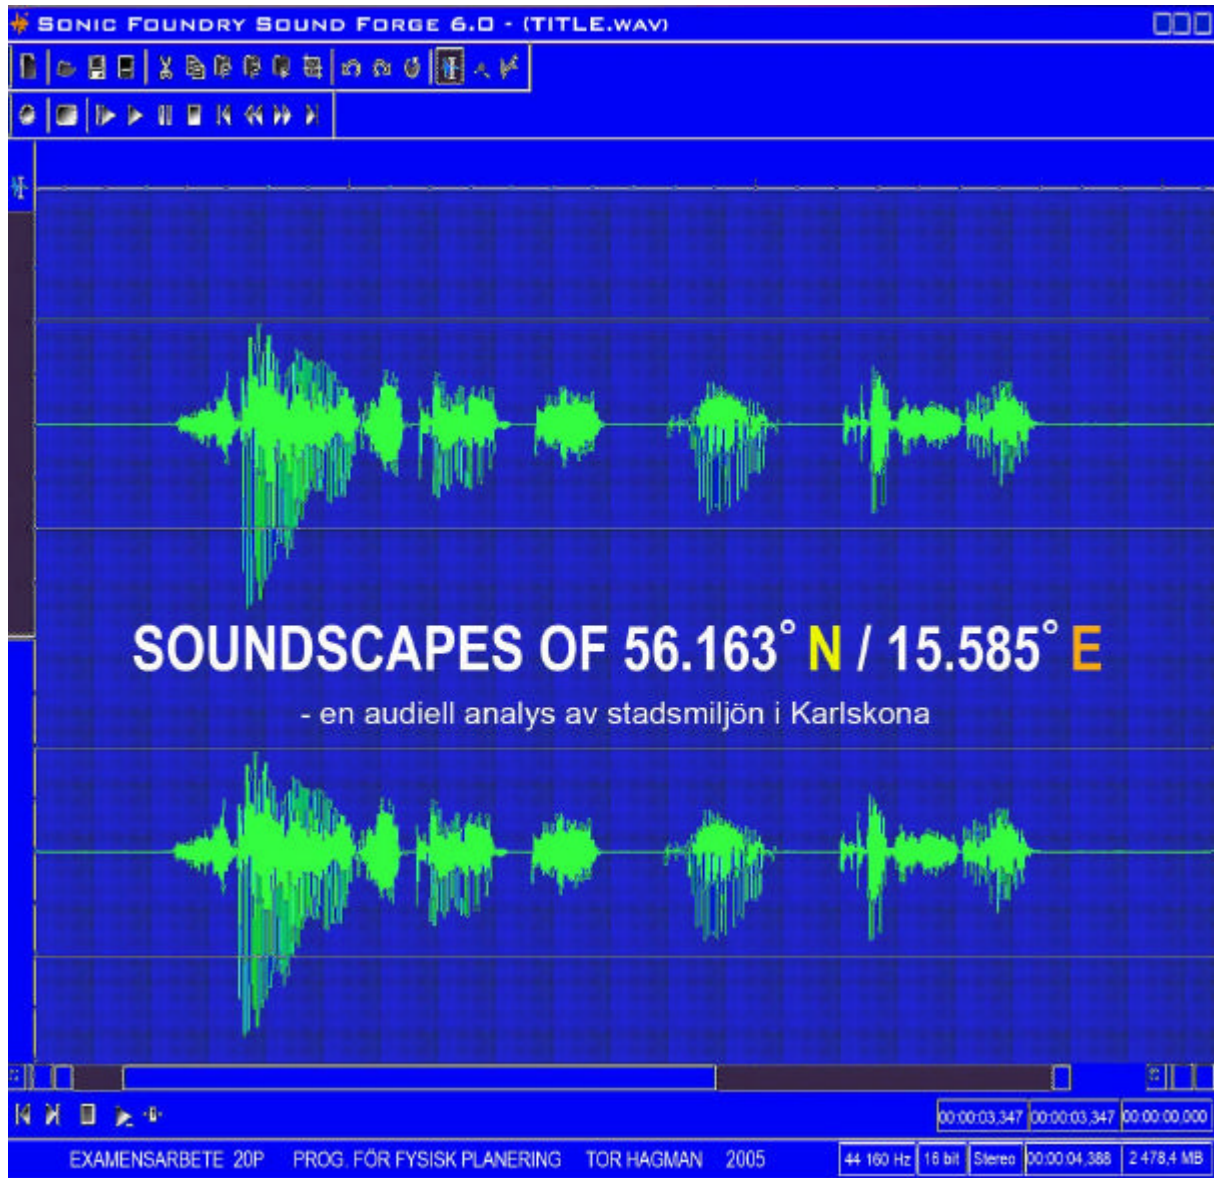 SONIC FOUNDRY SOUND FORGE 6.0 - (TITLE.WAV)
SOUNDSCAPES OF 56.163° N / 15.585° E
- en audiell analys av stadsmiljön i Karlskona
00:00:03,347 00:00:03,347 00:00:00,000
EXAMENSARBETE 20P PROG. FÖR FYSISK PLANERING TOR HAGMAN 2005 44 160 Hz 16 bit Stereo 00:00:04,388 2 478,4 MB